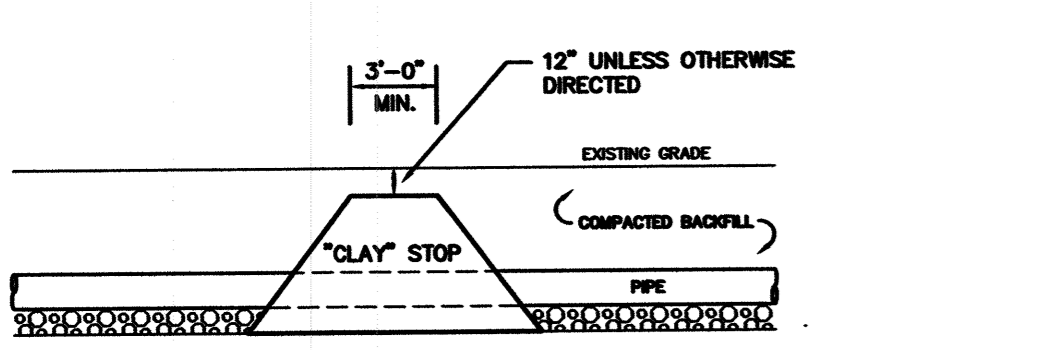 3'-0"
MIN.
12" UNLESS OTHERWISE
DIRECTED
EXISTING GRADE
COMPACTED BACKFILL
"CLAY" STOP
PIPE